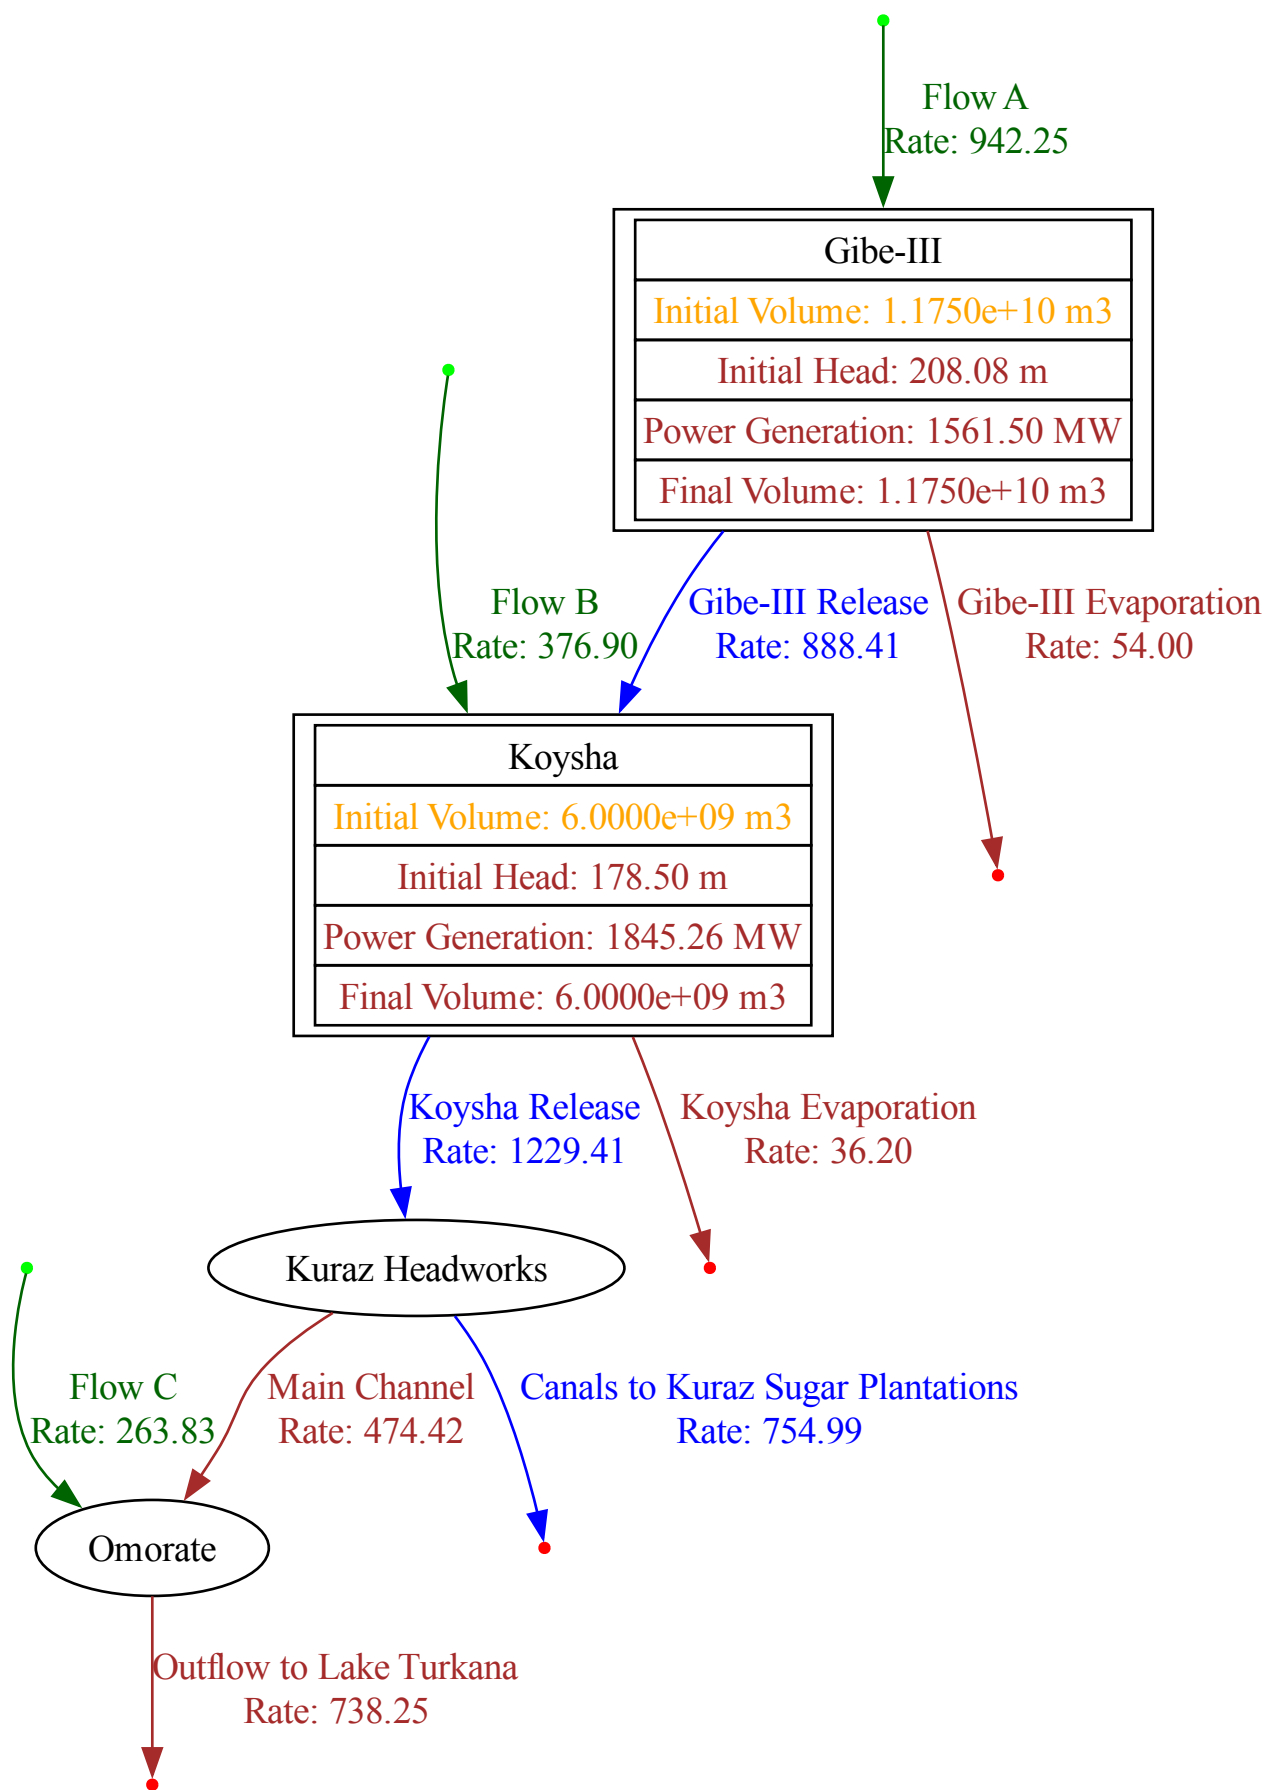 Flow A
Rate: 942.25
Gibe-III
Initial Volume: 1.1750e+10 m3
Initial Head: 208.08 m
Power Generation: 1561.50 MW
Final Volume: 1.1750e+10 m3
Flow B
Rate: 376.90
Gibe-III Release
Rate: 888.41
Gibe-III Evaporation
Rate: 54.00
Koysha
Initial Volume: 6.0000e+09 m3
Initial Head: 178.50 m
Power Generation: 1845.26 MW
Final Volume: 6.0000e+09 m3
Koysha Release
Rate: 1229.41
Koysha Evaporation
Rate: 36.20
Kuraz Headworks
Flow C
Rate: 263.83
Main Channel
Rate: 474.42
Canals to Kuraz Sugar Plantations
Rate: 754.99
Omorate
Outflow to Lake Turkana
Rate: 738.25